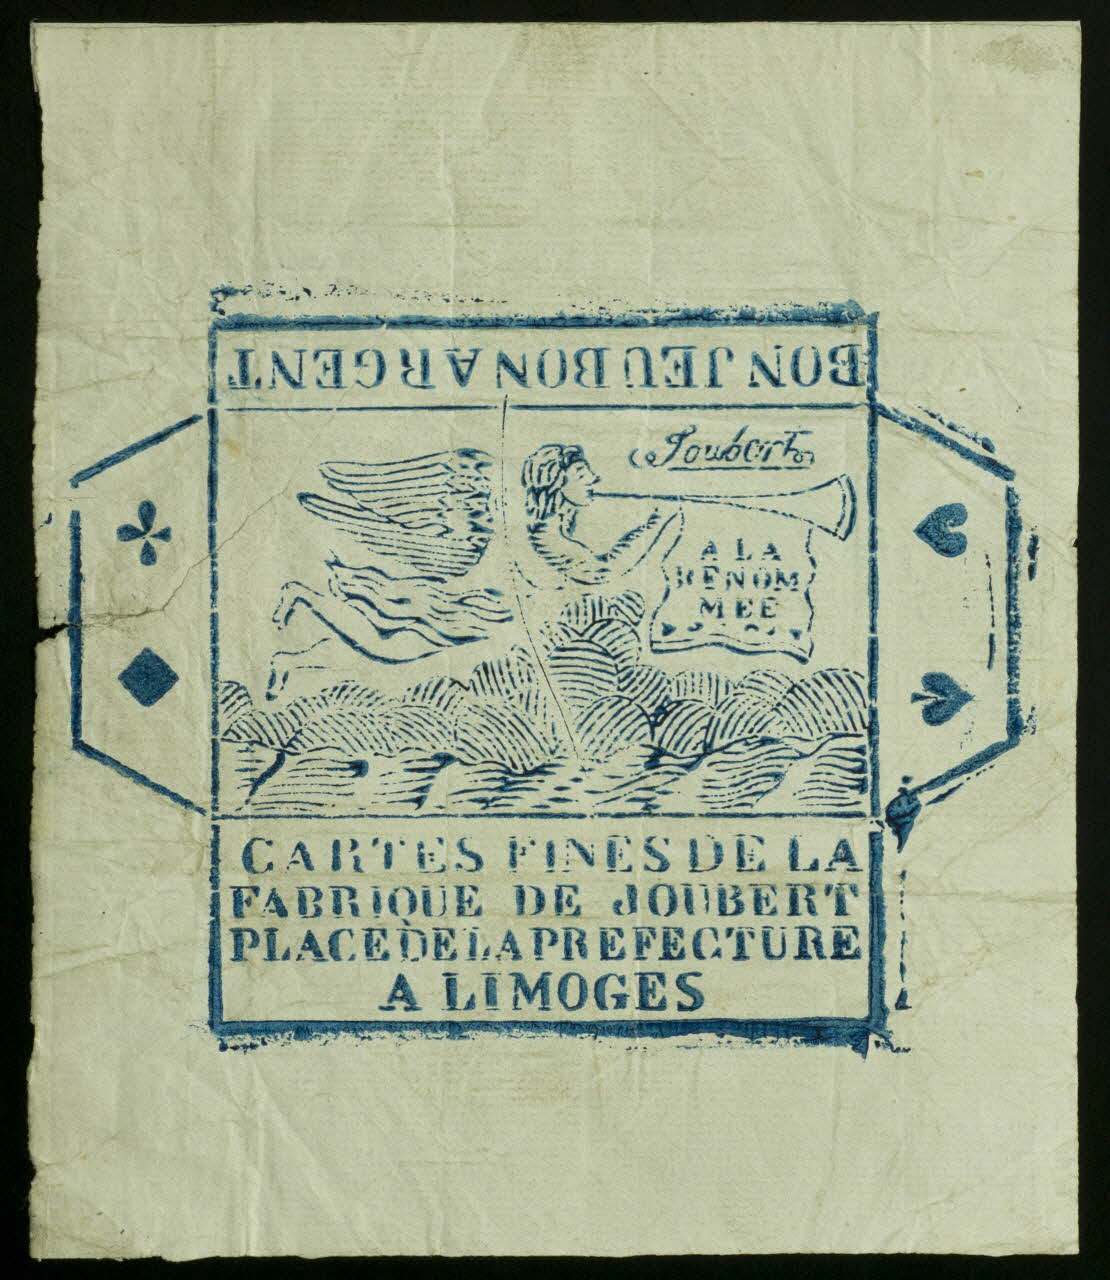 BON JEU BON ARGENT
Joubert
A LA
RENOM
MEE
CARTES FINES DE LA
FABRIQUE DE JOUBERT
PLACE DE LA PREFECTURE
A LIMOGES